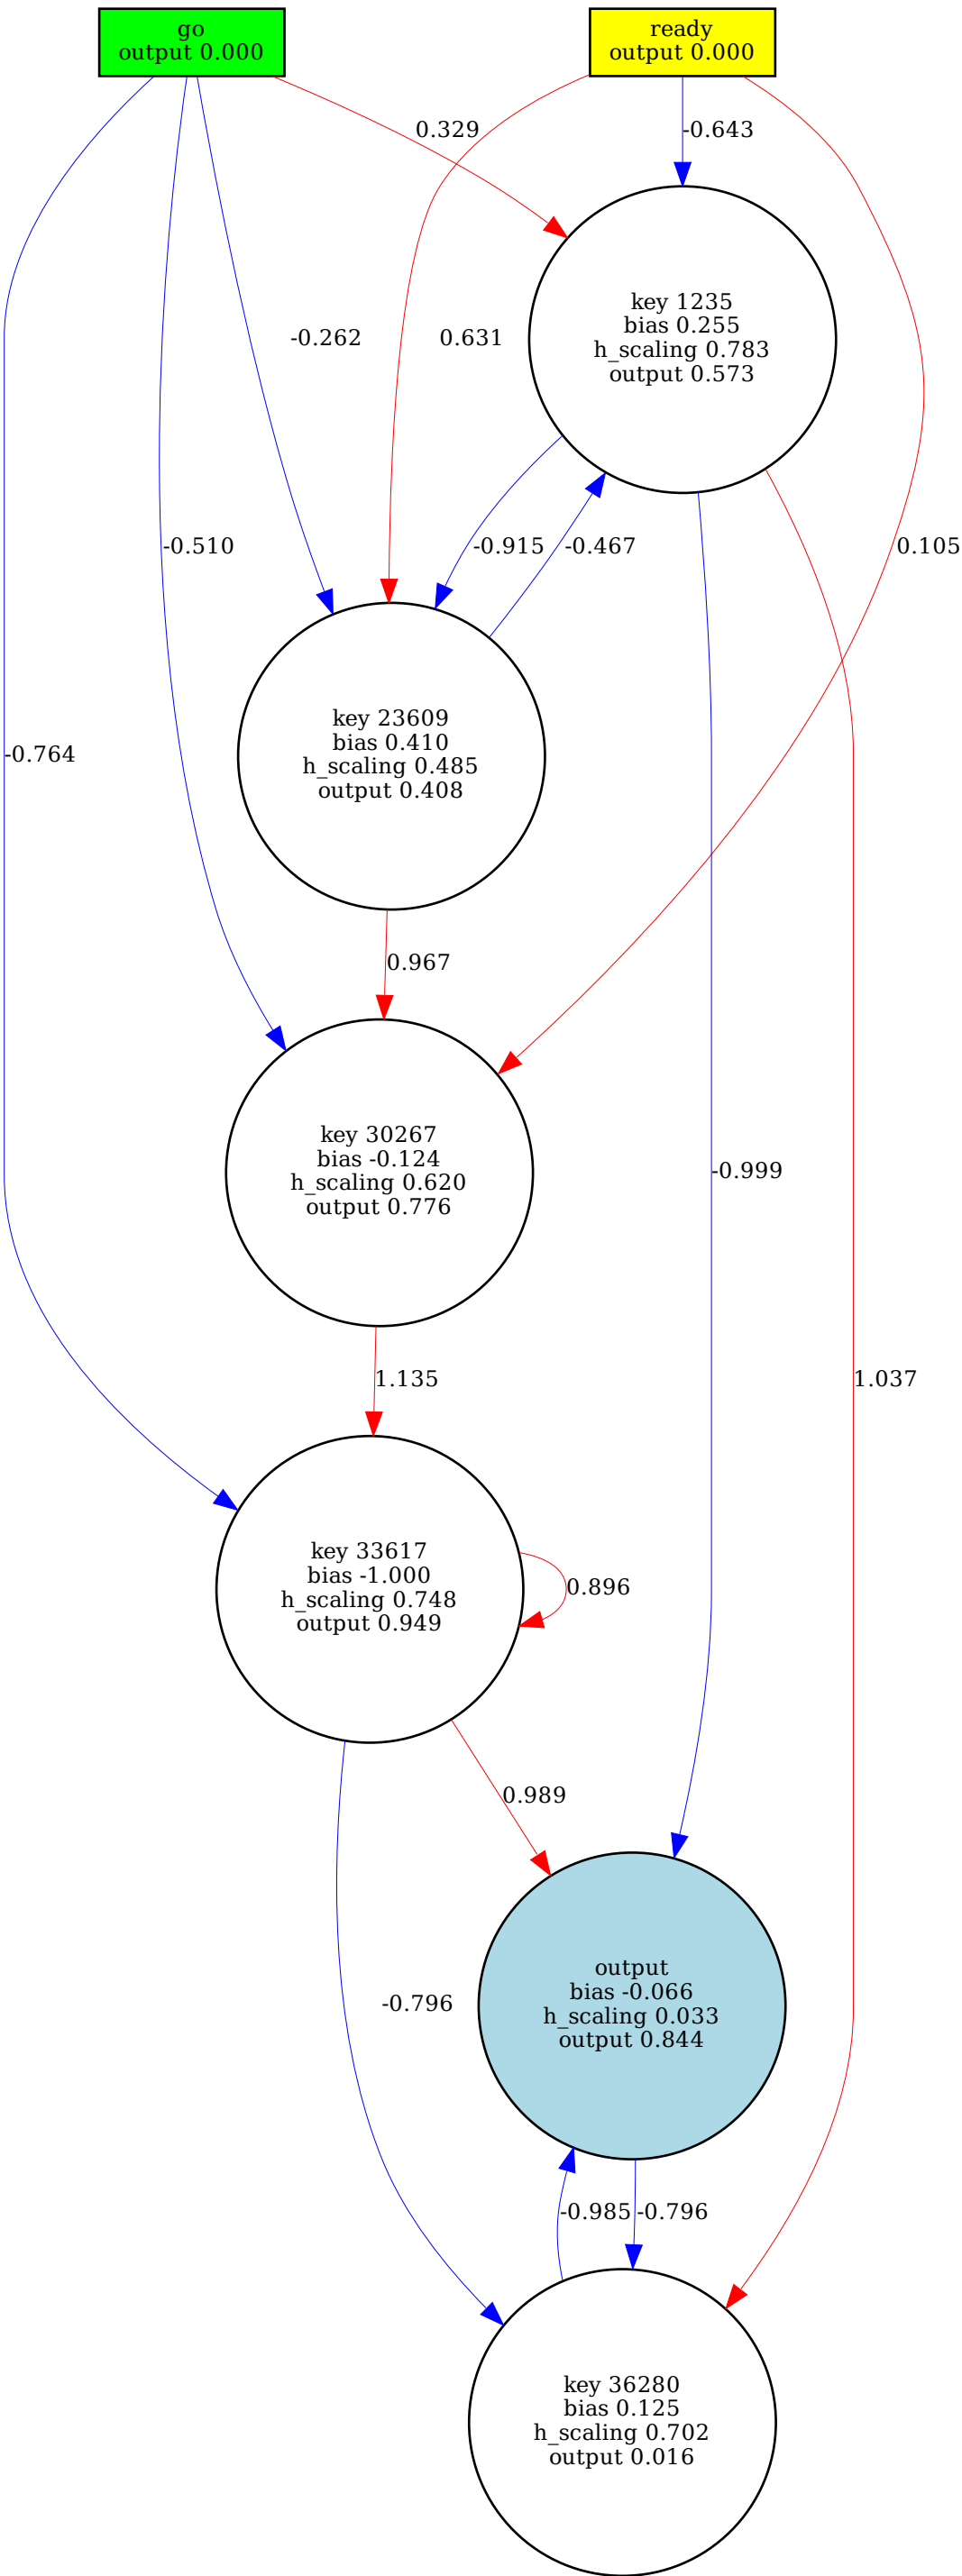 go
output 0.000
ready
output 0.000
0.329
-0.643
key 1235
bias 0.255
h_scaling 0.783
output 0.573
-0.262
0.631
-0.510
-0.915
-0.467
0.105
key 23609
bias 0.410
h_scaling 0.485
output 0.408
-0.764
0.967
key 30267
bias -0.124
h_scaling 0.620
output 0.776
-0.999
1.135
1.037
key 33617
bias -1.000
h_scaling 0.748
output 0.949
0.896
0.989
output
bias -0.066
h_scaling 0.033
output 0.844
-0.796
-0.985
-0.796
key 36280
bias 0.125
h_scaling 0.702
output 0.016